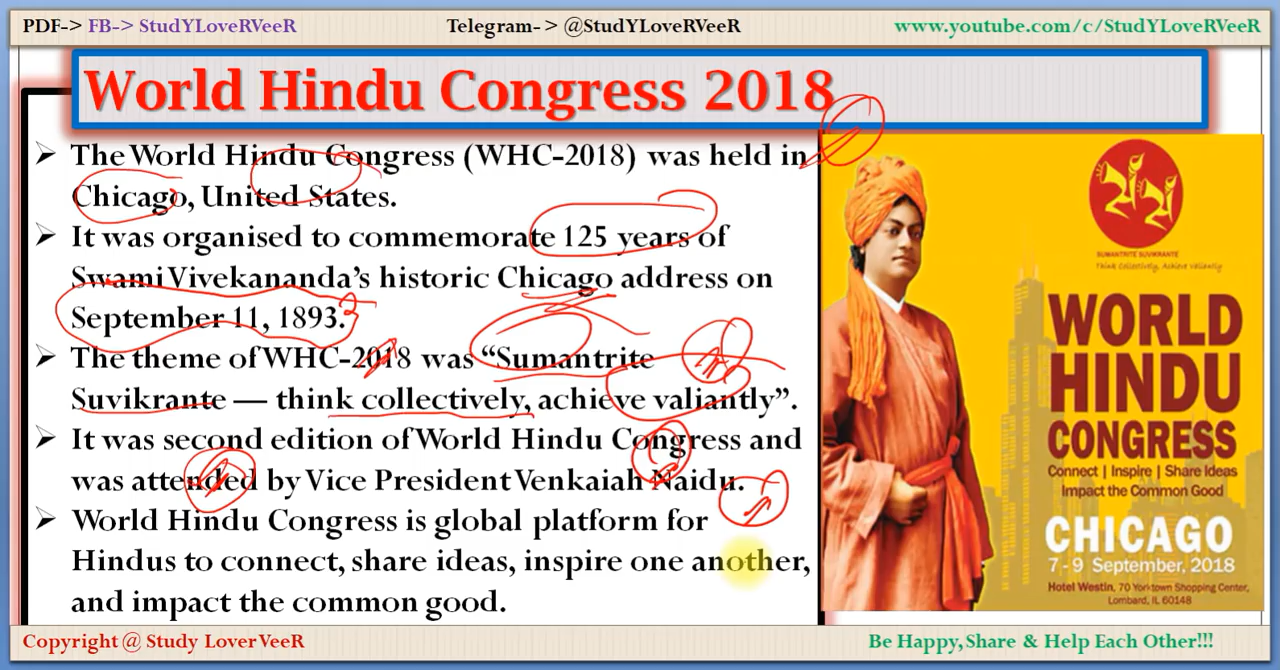 PDF-> FB-> StudYLoveRVeeR
Telegram-> @StudYLoveRVeeR
www.youtube.com/c/StudYLoveRVeeR
World Hindu Congress 2018
➢ The World Hindu Congress (WHC-2018) was held in
Chicago, United States.
➢ It was organised to commemorate 125 years of
Swami Vivekananda's historic Chicago address on
September 11, 1893.
➢ The theme of WHC-2018 was “Sumantrite
Suvikrante — think collectively, achieve valiantly”.
➢ It was second edition of World Hindu Congress and
was attended by Vice President Venkaiah Naidu.
➢ World Hindu Congress is global platform for
Hindus to connect, share ideas, inspire one another,
and impact the common good.
SUMANTRITE SUVIKRANTE
Think Collectively, Achieve Valiantly
WORLD
HINDU
CONGRESS
Connect | Inspire | Share Ideas
Impact the Common Good
CHICAGO
7 - 9 September, 2018
Hotel Westin, 70 Yorktown Shopping Center,
Lombard, IL 60148
Copyright @ Study LoverVeeR
Be Happy,Share & Help Each Other!!!